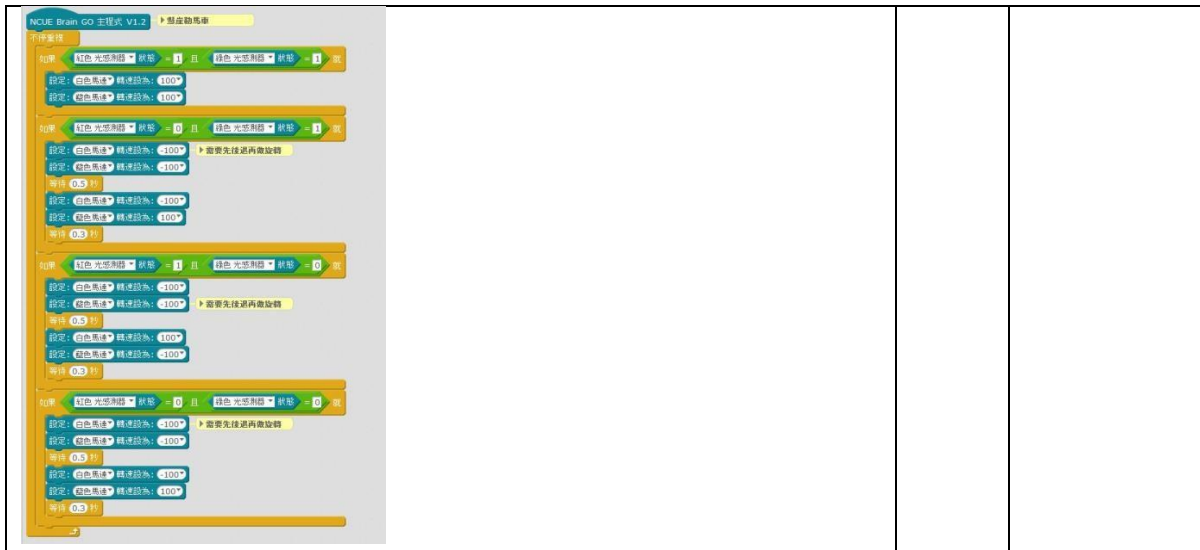 NCUE Brain GO 主程式 V1.2 懸崖勒馬車
不停重複
如果 紅色 光感測器 狀態 = 1 且 綠色 光感測器 狀態 = 1 就
設定: 白色馬達 轉速設為: 100
設定: 藍色馬達 轉速設為: 100
如果 紅色 光感測器 狀態 = 0 且 綠色 光感測器 狀態 = 1 就
設定: 白色馬達 轉速設為: -100 需要先後退再做旋轉
設定: 藍色馬達 轉速設為: -100
等待 0.5 秒
設定: 白色馬達 轉速設為: -100
設定: 藍色馬達 轉速設為: 100
等待 0.3 秒
如果 紅色 光感測器 狀態 = 1 且 綠色 光感測器 狀態 = 0 就
設定: 白色馬達 轉速設為: -100
設定: 藍色馬達 轉速設為: -100 需要先後退再做旋轉
等待 0.5 秒
設定: 白色馬達 轉速設為: 100
設定: 藍色馬達 轉速設為: -100
等待 0.3 秒
如果 紅色 光感測器 狀態 = 0 且 綠色 光感測器 狀態 = 0 就
設定: 白色馬達 轉速設為: -100 需要先後退再做旋轉
設定: 藍色馬達 轉速設為: -100
等待 0.5 秒
設定: 白色馬達 轉速設為: -100
設定: 藍色馬達 轉速設為: 100
等待 0.3 秒